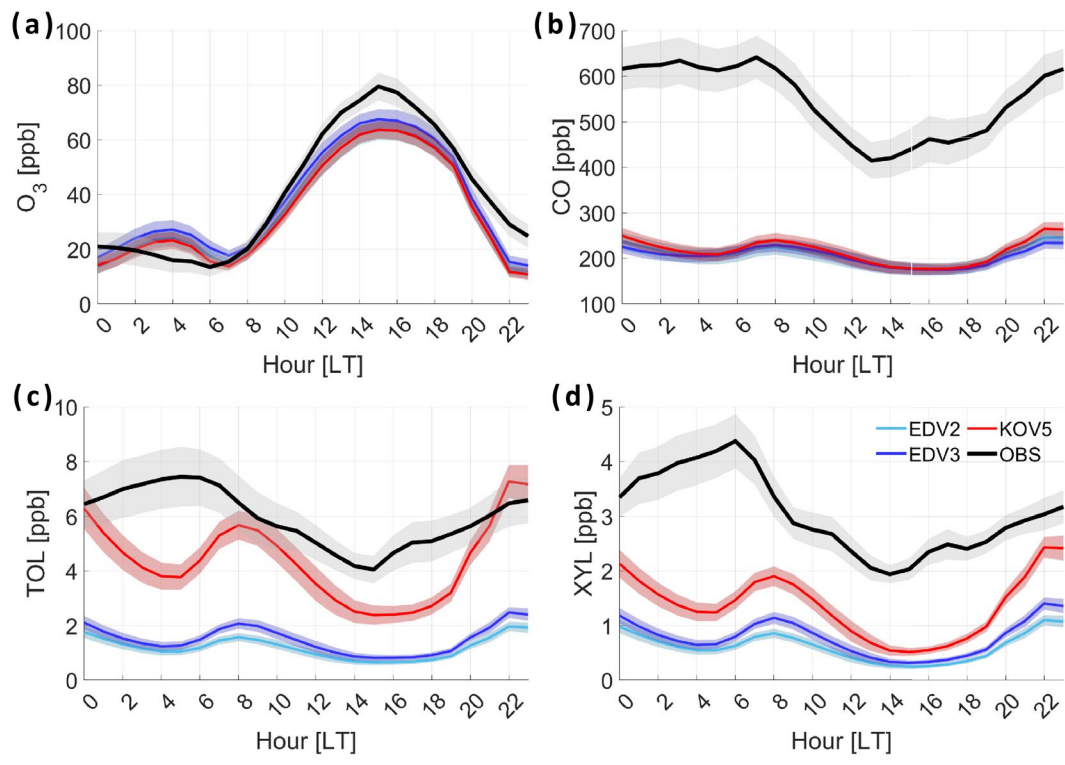 (a)
100
80
60
40
20
0
O3 [ppb]
0 2 4 6 8 10 12 14 16 18 20 22
Hour [LT]
(b)
700
600
500
400
300
200
100
CO [ppb]
0 2 4 6 8 10 12 14 16 18 20 22
Hour [LT]
(c)
10
8
6
4
2
0
TOL [ppb]
0 2 4 6 8 10 12 14 16 18 20 22
Hour [LT]
(d)
5
4
3
2
1
0
XYL [ppb]
EDV2 KOV5
EDV3 OBS
0 2 4 6 8 10 12 14 16 18 20 22
Hour [LT]